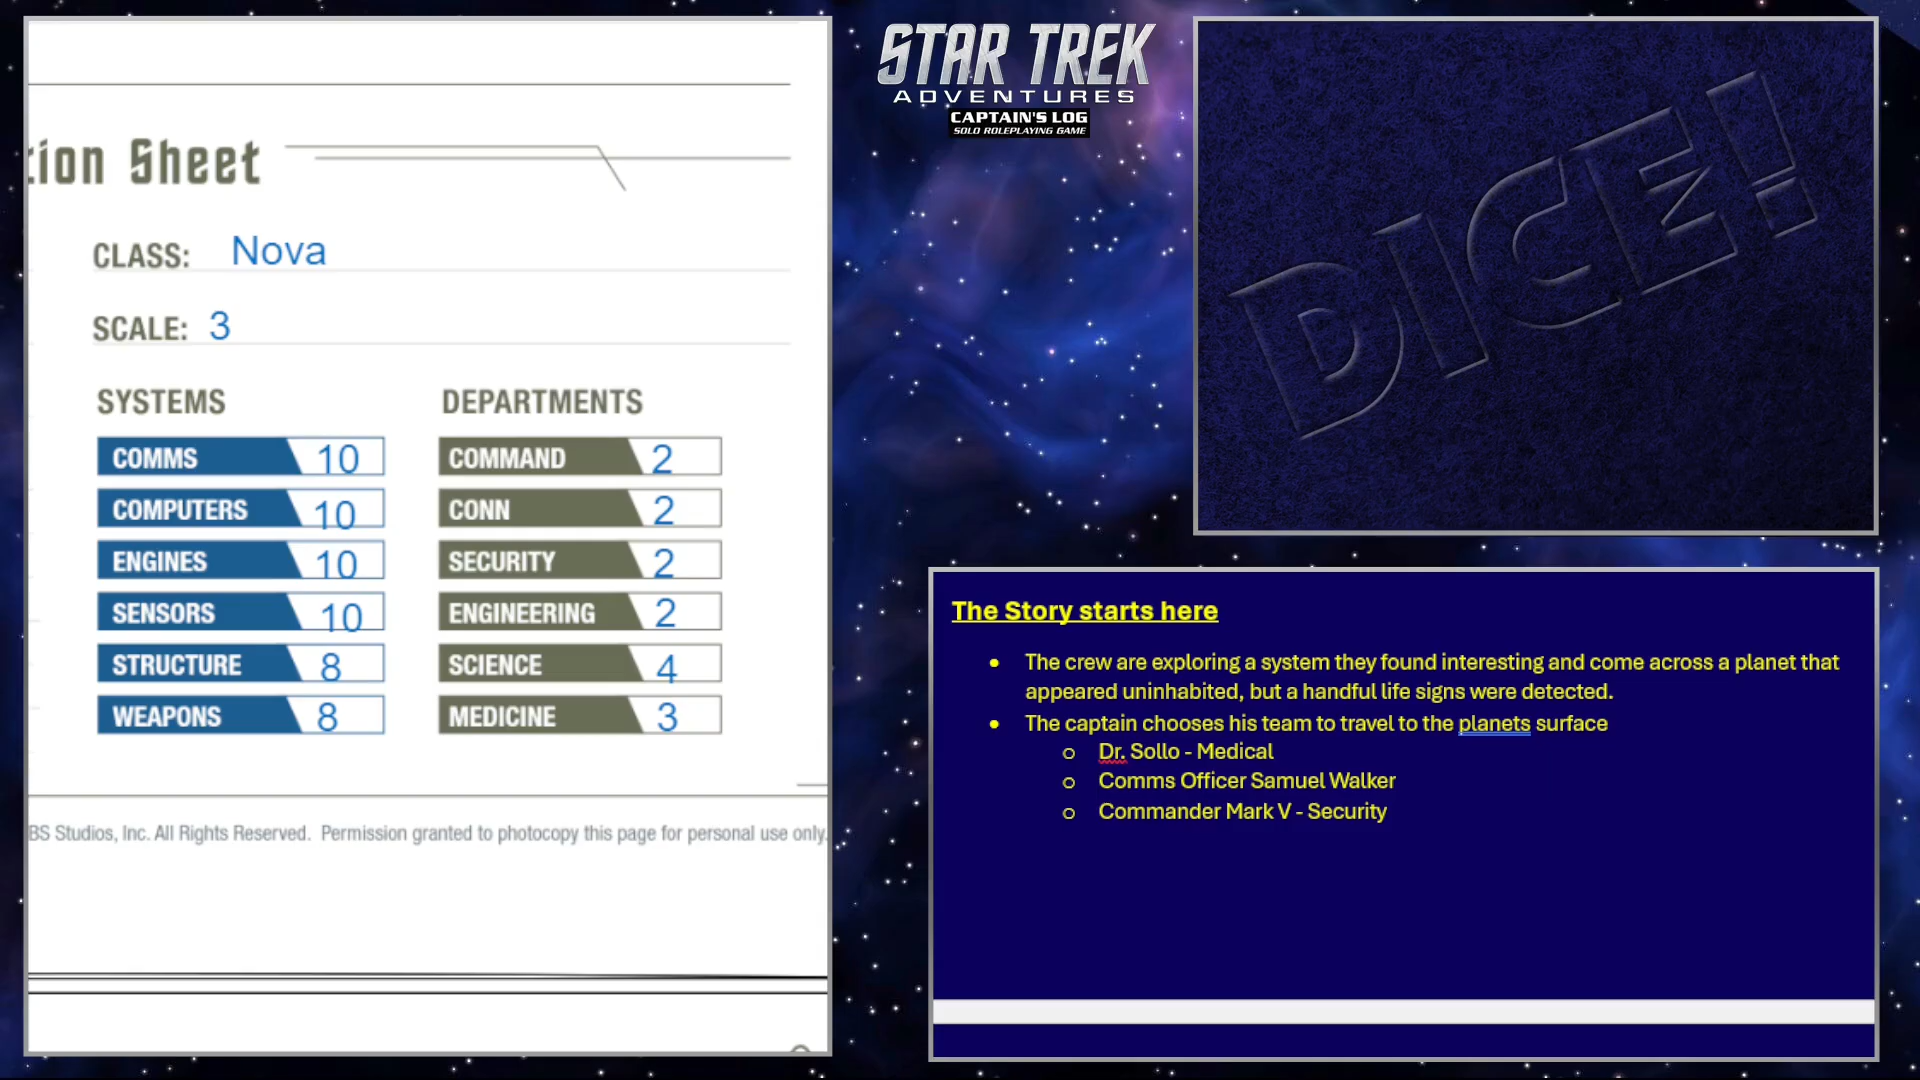 tion Sheet
CLASS: Nova
SCALE: 3
SYSTEMS
COMMS 10
COMPUTERS 10
ENGINES 10
SENSORS 10
STRUCTURE 8
WEAPONS 8
DEPARTMENTS
COMMAND 2
CONN 2
SECURITY 2
ENGINEERING 2
SCIENCE 4
MEDICINE 3
BS Studios, Inc. All Rights Reserved. Permission granted to photocopy this page for personal use only.
STAR TREK
ADVENTURES
CAPTAIN'S LOG
SOLO ROLEPLAYING GAME
DICE!
The Story starts here
• The crew are exploring a system they found interesting and come across a planet that
appeared uninhabited, but a handful life signs were detected.
• The captain chooses his team to travel to the planets surface
o Dr. Sollo - Medical
o Comms Officer Samuel Walker
o Commander Mark V - Security